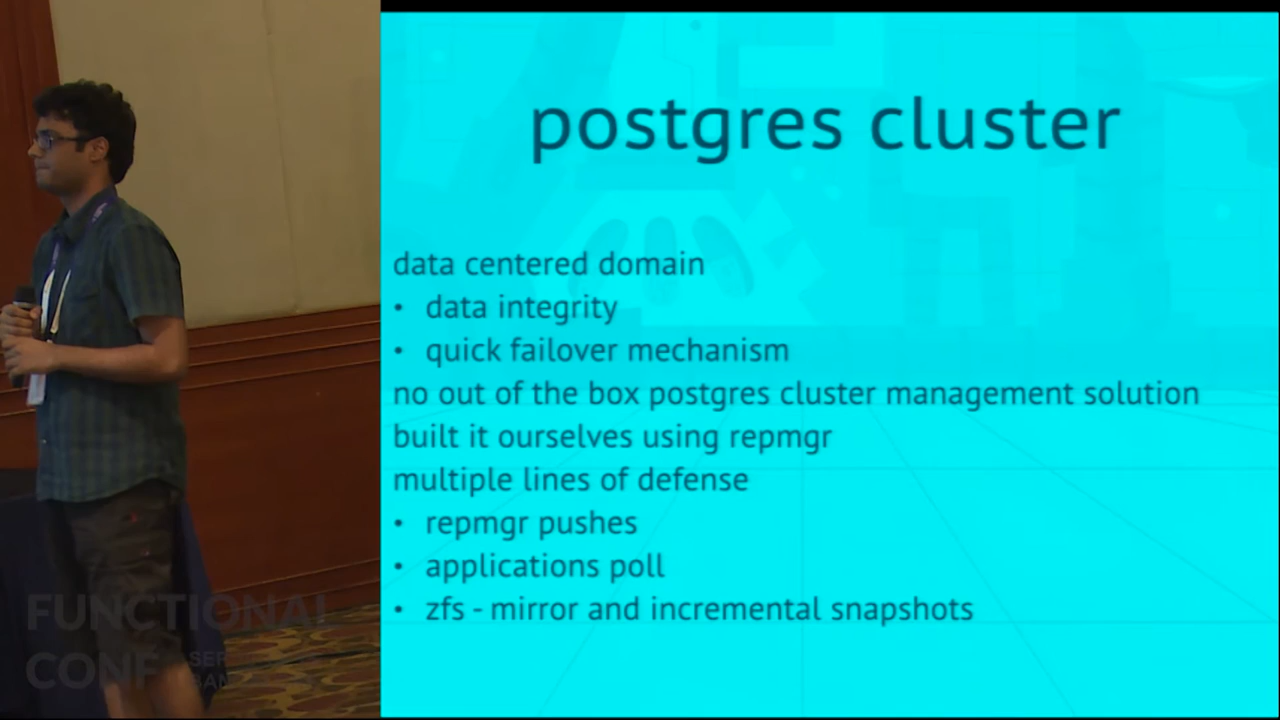 postgres cluster
data centered domain
• data integrity
• quick failover mechanism
no out of the box postgres cluster management solution
built it ourselves using repmgr
multiple lines of defense
• repmgr pushes
• applications poll
• zfs - mirror and incremental snapshots
FUNCTIONAL
CONF